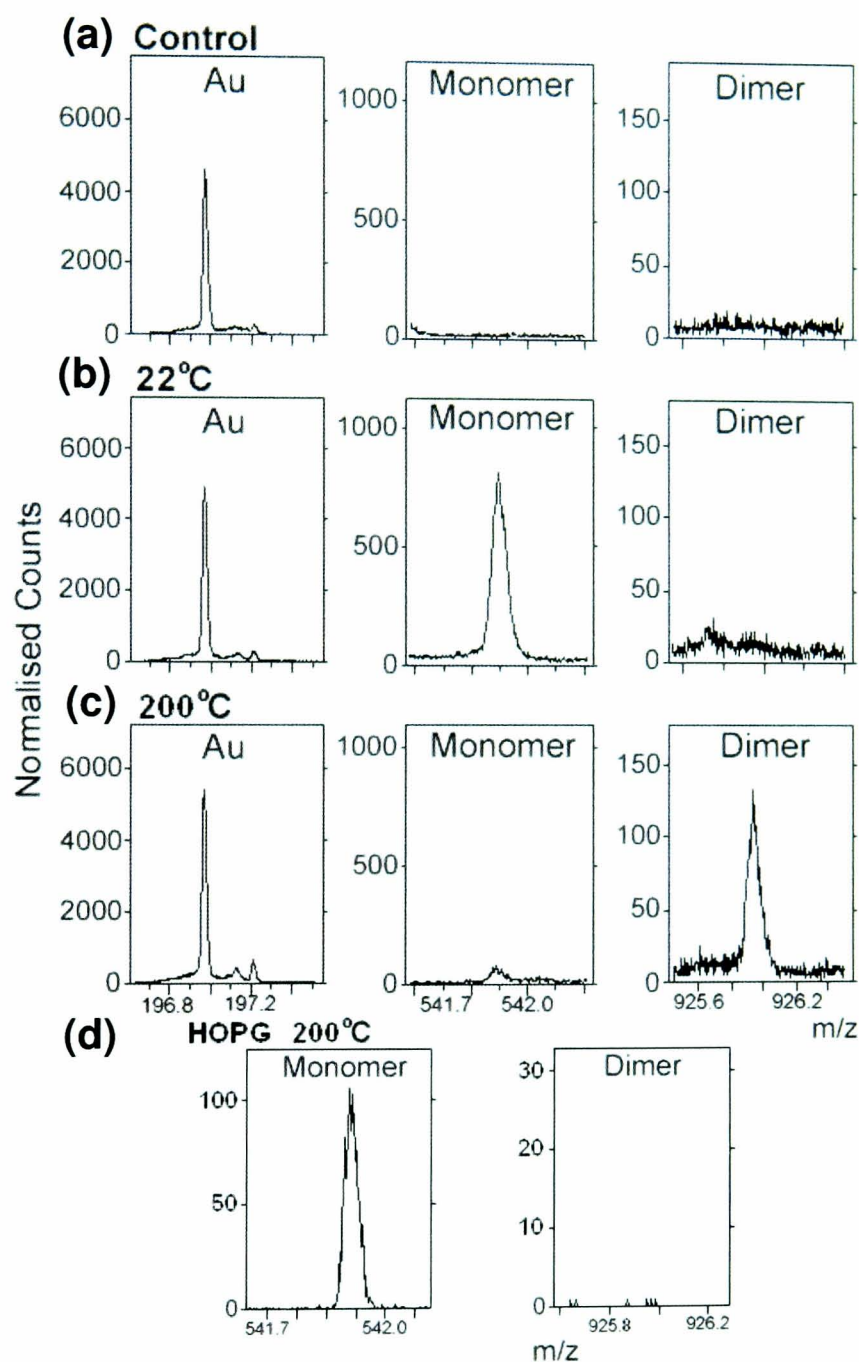 (a) Control
Au
Monomer
Dimer
6000
4000
2000
0
1000
500
0
150
100
50
0
(b) 22°C
Au
Monomer
Dimer
6000
4000
2000
0
1000
500
0
150
100
50
0
Normalised Counts
(c) 200°C
Au
Monomer
Dimer
6000
4000
2000
0
196.8 197.2
1000
500
0
541.7 542.0
150
100
50
0
925.6 926.2
m/z
(d) HOPG 200°C
Monomer
Dimer
100
50
0
541.7 542.0
30
20
10
0
925.8 926.2
m/z